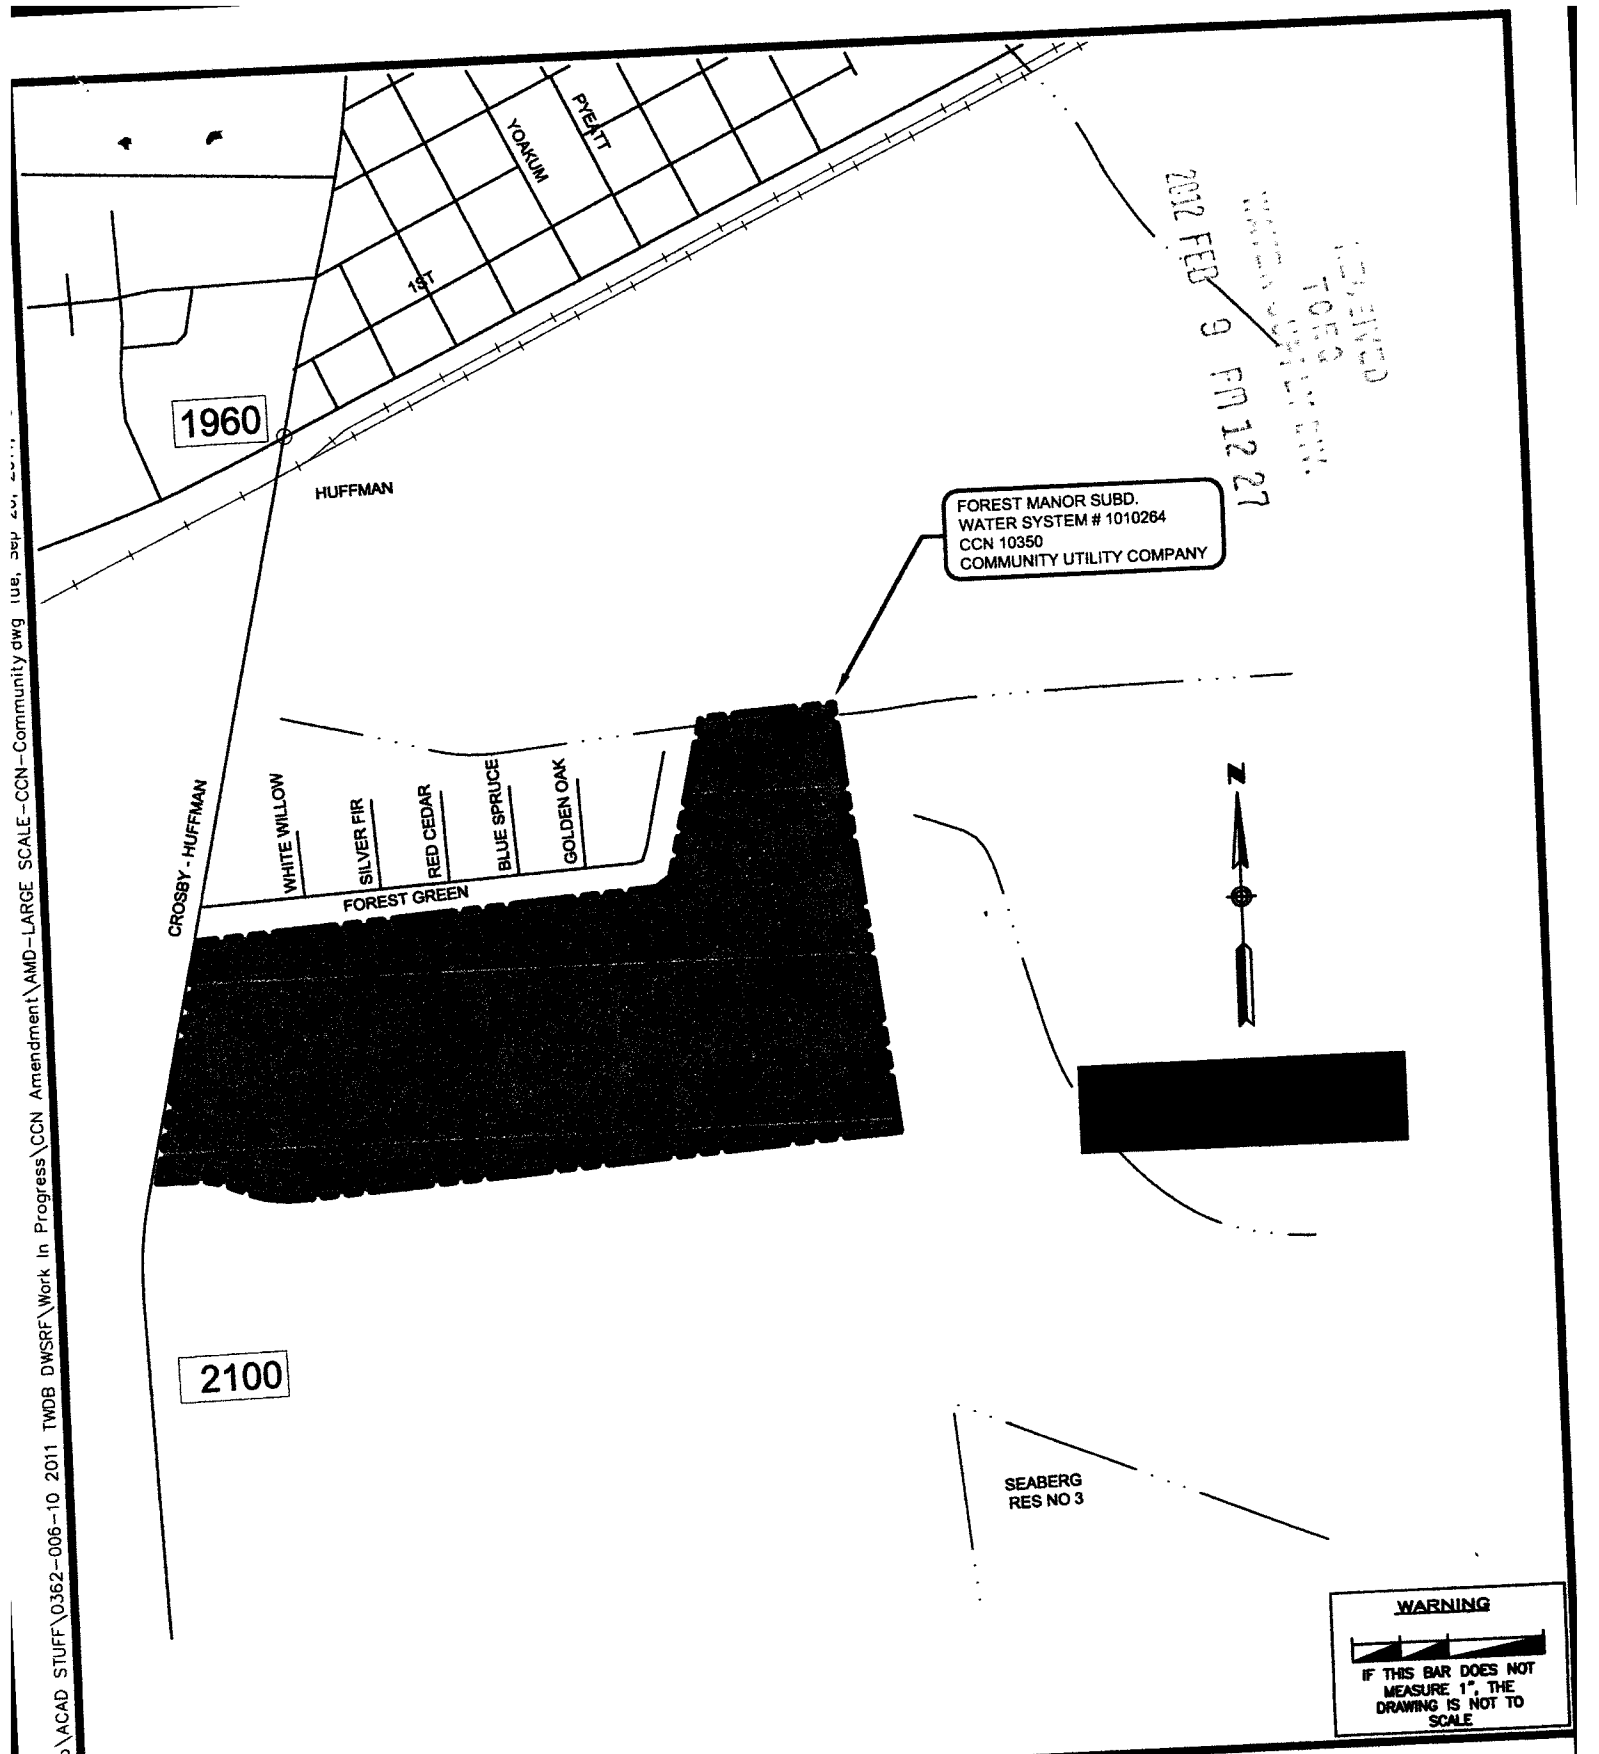 PYEATT
YOAKUM
1ST
1960
HUFFMAN
2012 FEB 9 PM 12 27
FOREST MANOR SUBD.
WATER SYSTEM # 1010264
CCN 10350
COMMUNITY UTILITY COMPANY
N
CROSBY - HUFFMAN
WHITE WILLOW
SILVER FIR
RED CEDAR
BLUE SPRUCE
GOLDEN OAK
FOREST GREEN
2100
SEABERG
RES NO 3
WARNING
IF THIS BAR DOES NOT
MEASURE 1", THE
DRAWING IS NOT TO
SCALE
\ACAD STUFF\0362-006-10 2011 TWDB DWSRF\Work In Progress\CCN Amendment\AMD-LARGE SCALE-CCN-Community.dwg Tue, Sep 20,